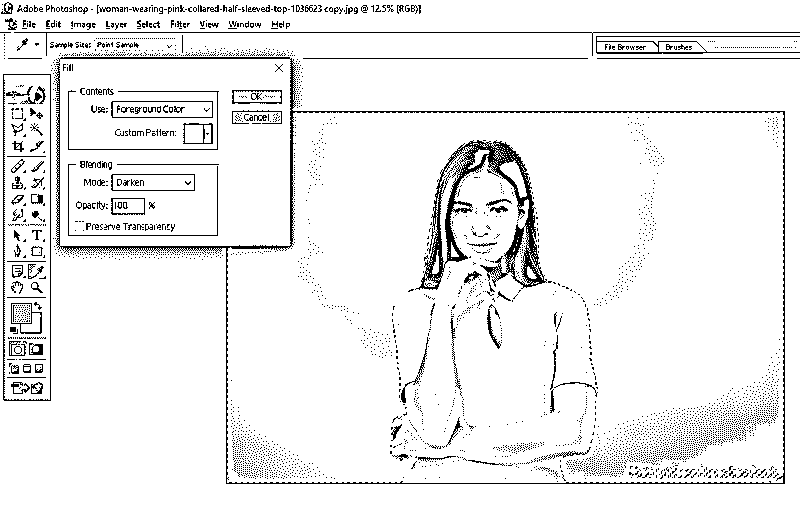 Adobe Photoshop - [woman-wearing-pink-collared-half-sleeved-top-1036623 copy.jpg @ 12.5% (RGB)]
File Edit Image Layer Select Filter View Window Help
Sample Size: Point Sample
File Browser Brushes
Fill
Contents
OK
Use: Foreground Color
Cancel
Custom Pattern:
Blending
Mode: Darken
Opacity: 100 %
Preserve Transparency